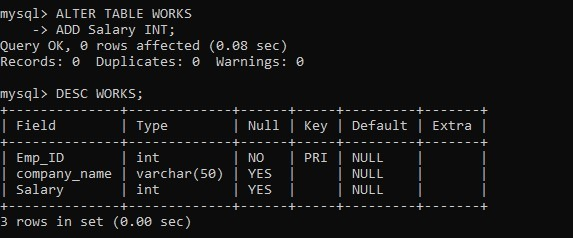 mysql> ALTER TABLE WORKS
    -> ADD Salary INT;
Query OK, 0 rows affected (0.08 sec)
Records: 0  Duplicates: 0  Warnings: 0

mysql> DESC WORKS;
+--------------+-------------+------+-----+---------+-------+
| Field        | Type        | Null | Key | Default | Extra |
+--------------+-------------+------+-----+---------+-------+
| Emp_ID       | int         | NO   | PRI | NULL    |       |
| company_name | varchar(50) | YES  |     | NULL    |       |
| Salary       | int         | YES  |     | NULL    |       |
+--------------+-------------+------+-----+---------+-------+
3 rows in set (0.00 sec)